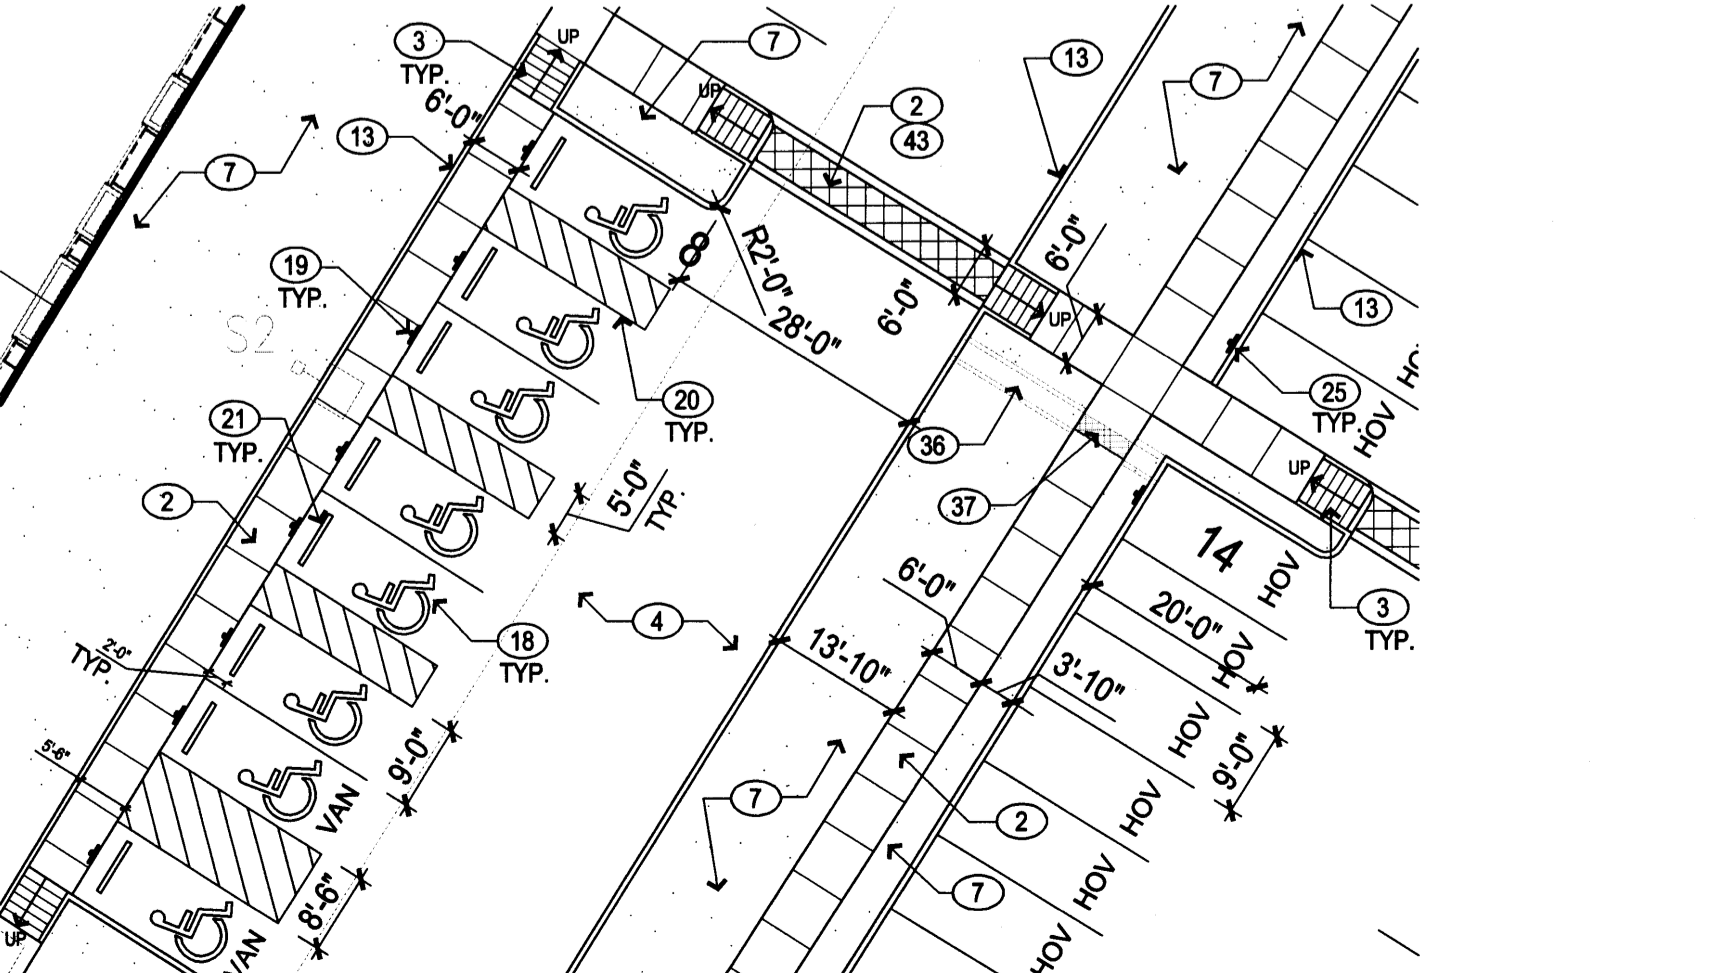 3
TYP.
UP
7
13
7
6'-0"
UP
2
43
13
7
8
R2'-0"
28'-0"
6'-0"
6'-0"
UP
13
19
TYP.
S2
21
TYP.
20
TYP.
36
25
TYP.
HOV
HOV
2
5'-0"
TYP.
37
UP
14
HOV
6'-0"
20'-0"
3
TYP.
18
TYP.
4
13'-10"
3'-10"
HOV
2'-0"
TYP.
5'-6"
9'-0"
VAN
7
HOV
9'-0"
2
HOV
8'-6"
7
HOV
UP
VAN
HOV